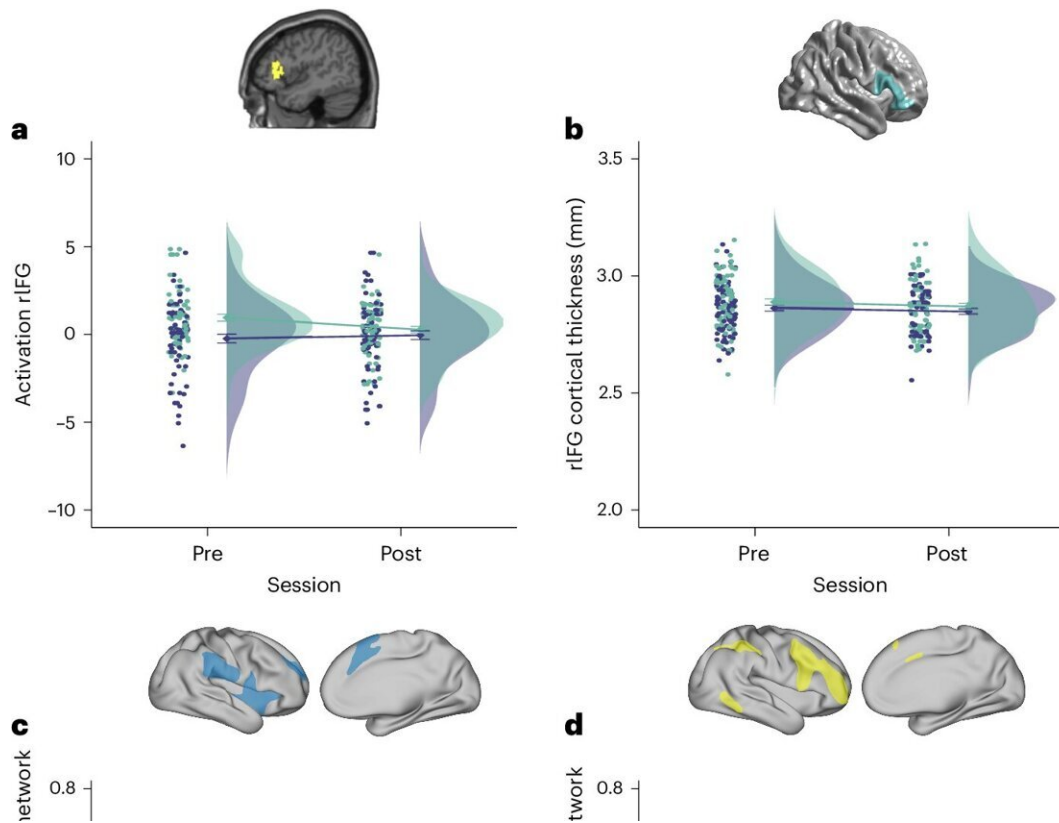 a
10
5
0
−5
−10
Activation rIFG
Pre
Post
Session
b
3.5
3.0
2.5
2.0
rIFG cortical thickness (mm)
Pre
Post
Session
c
0.8
d
0.8